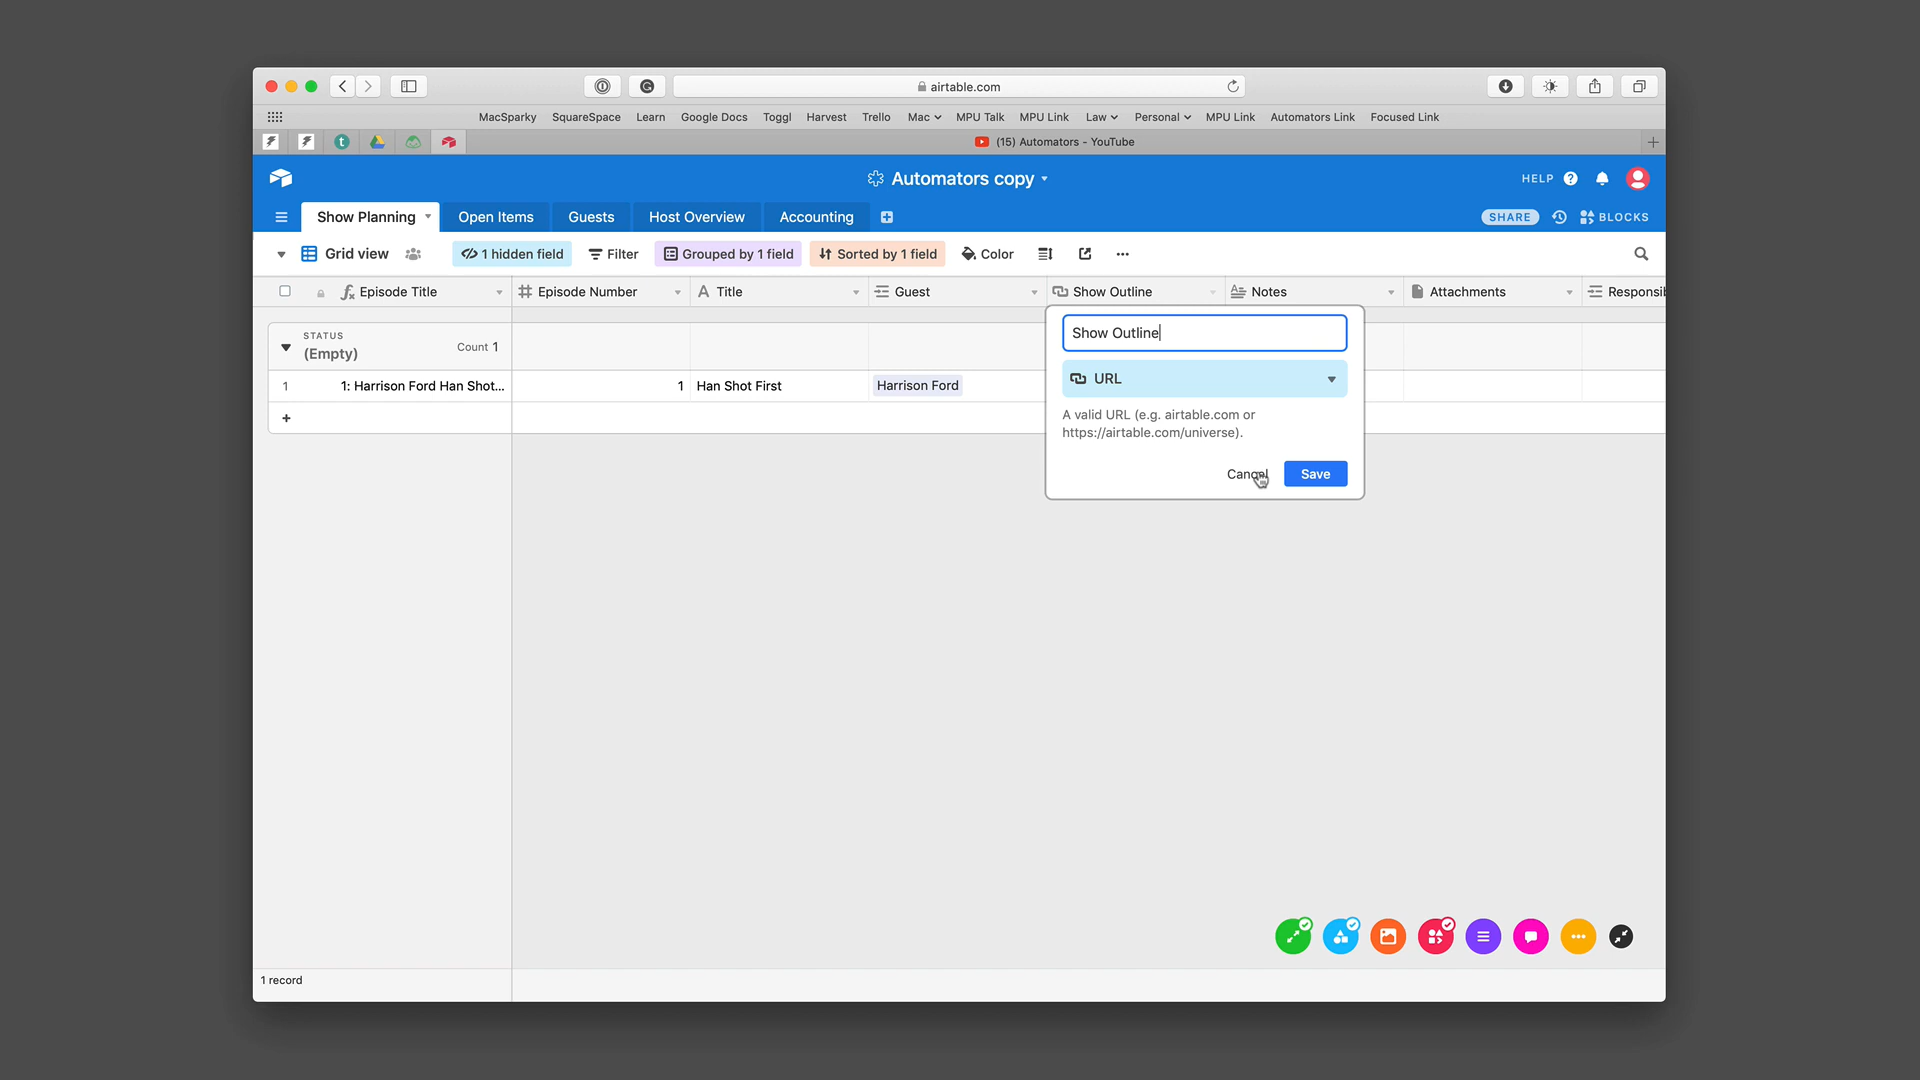 airtable.com
MacSparky SquareSpace Learn Google Docs Toggl Harvest Trello Mac MPU Talk MPU Link Law Personal MPU Link Automators Link Focused Link
t (15) Automators - YouTube
Automators copy HELP ?
Show Planning Open Items Guests Host Overview Accounting SHARE BLOCKS
Grid view 1 hidden field Filter Grouped by 1 field Sorted by 1 field Color
Episode Title Episode Number A Title Guest Show Outline Notes Attachments Responsi
STATUS
(Empty) Count 1
Show Outline
1 1: Harrison Ford Han Shot... 1 Han Shot First Harrison Ford
URL
A valid URL (e.g. airtable.com or
https://airtable.com/universe).
Cancel Save
+
1 record